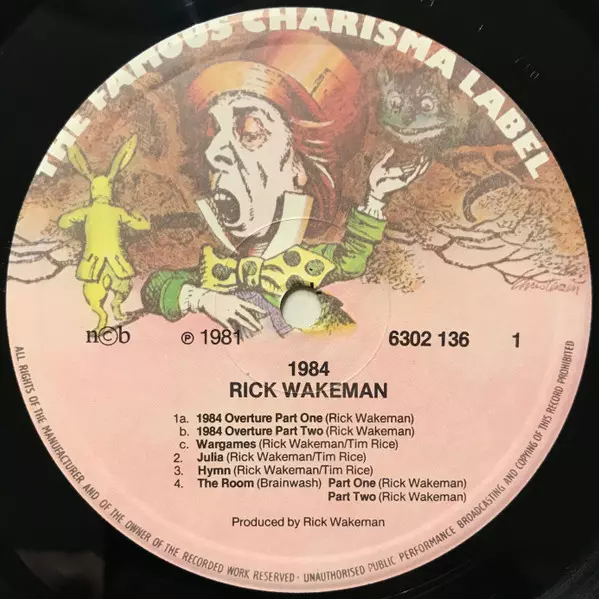 THE FAMOUS CHARISMA LABEL
n©b ℗ 1981 6302 136 1
1984
RICK WAKEMAN
1a. 1984 Overture Part One (Rick Wakeman)
b. 1984 Overture Part Two (Rick Wakeman)
c. Wargames (Rick Wakeman/Tim Rice)
2. Julia (Rick Wakeman/Tim Rice)
3. Hymn (Rick Wakeman/Tim Rice)
4. The Room (Brainwash) Part One (Rick Wakeman)
Part Two (Rick Wakeman)
Produced by Rick Wakeman
ALL RIGHTS OF THE MANUFACTURER AND OF THE OWNER OF THE RECORDED WORK RESERVED · UNAUTHORISED PUBLIC PERFORMANCE BROADCASTING AND COPYING OF THIS RECORD PROHIBITED